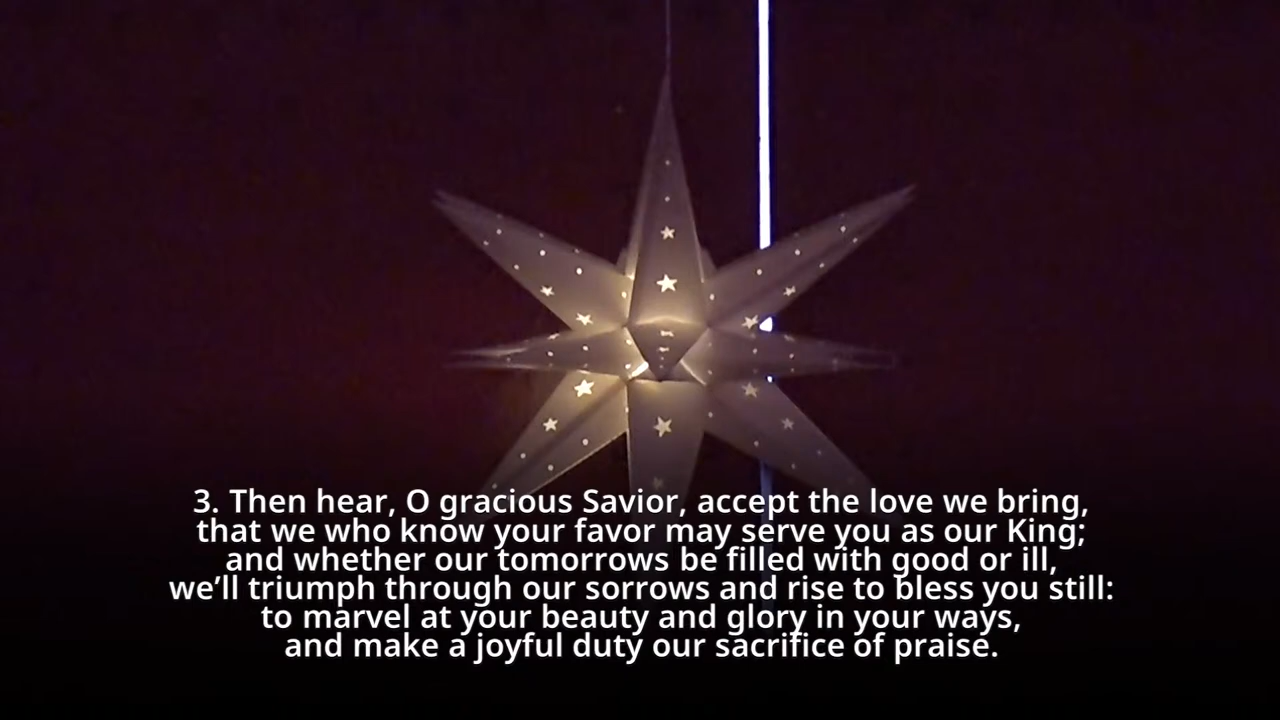 3. Then hear, O gracious Savior, accept the love we bring,
that we who know your favor may serve you as our King;
and whether our tomorrows be filled with good or ill,
we’ll triumph through our sorrows and rise to bless you still:
to marvel at your beauty and glory in your ways,
and make a joyful duty our sacrifice of praise.